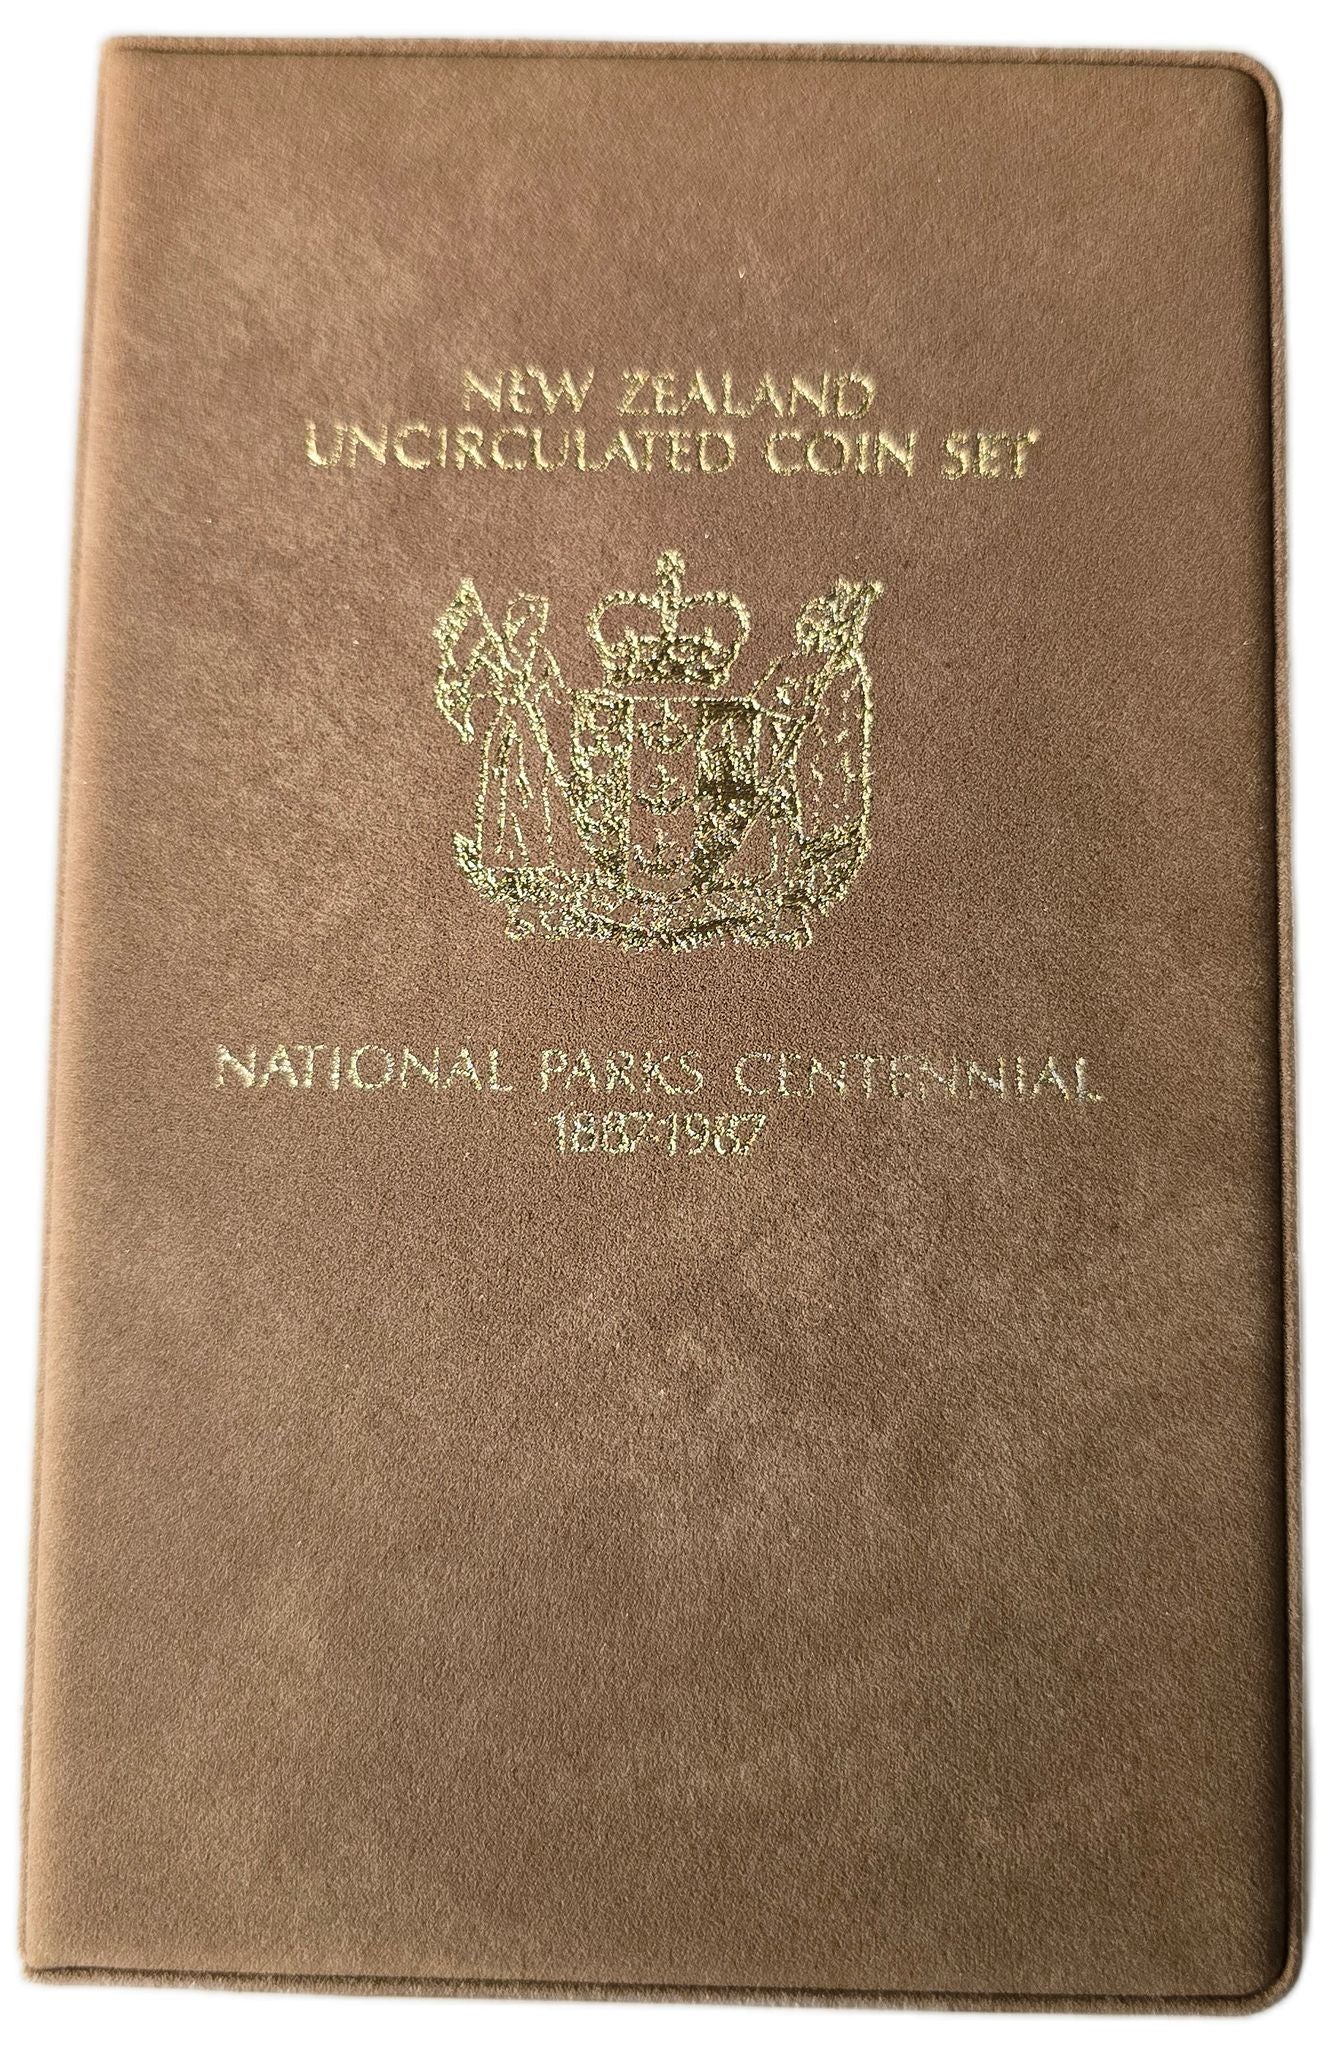 NEW ZEALAND
UNCIRCULATED COIN SET
NATIONAL PARKS CENTENNIAL
1887-1987